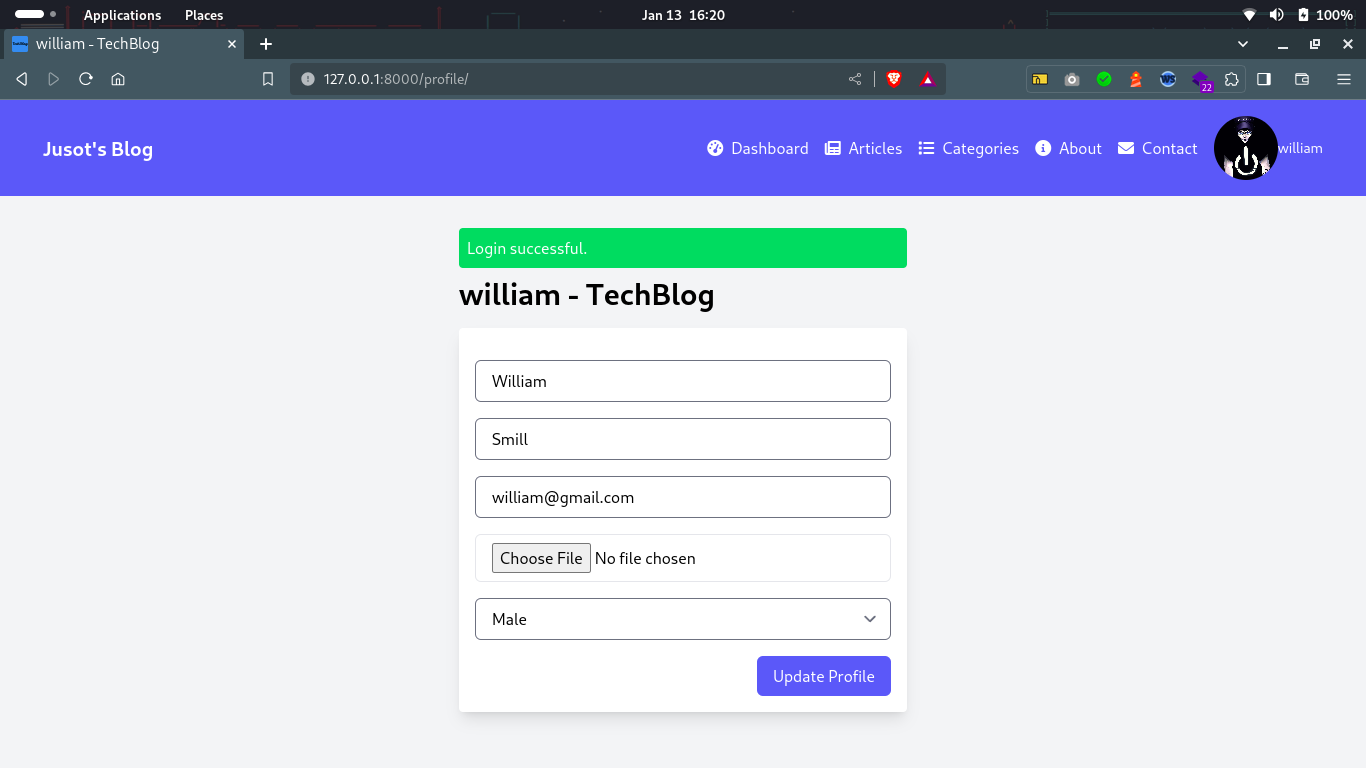 Applications Places Jan 13 16:20 100%
william - TechBlog
127.0.0.1:8000/profile/ WS 22
Jusot's Blog Dashboard Articles Categories About Contact william
Login successful.
william - TechBlog
William
Smill
william@gmail.com
Choose File No file chosen
Male
Update Profile